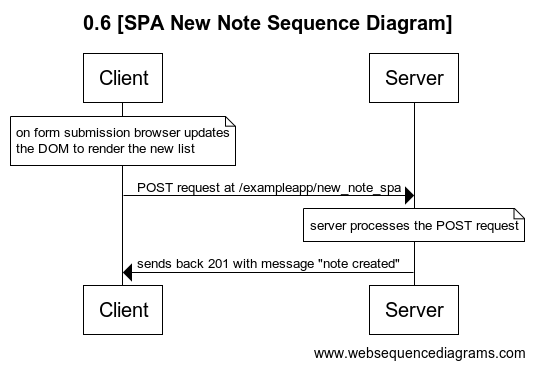 0.6 [SPA New Note Sequence Diagram]
Client
Server
on form submission browser updates
the DOM to render the new list
POST request at /exampleapp/new_note_spa
server processes the POST request
sends back 201 with message "note created"
Client
Server
www.websequencediagrams.com